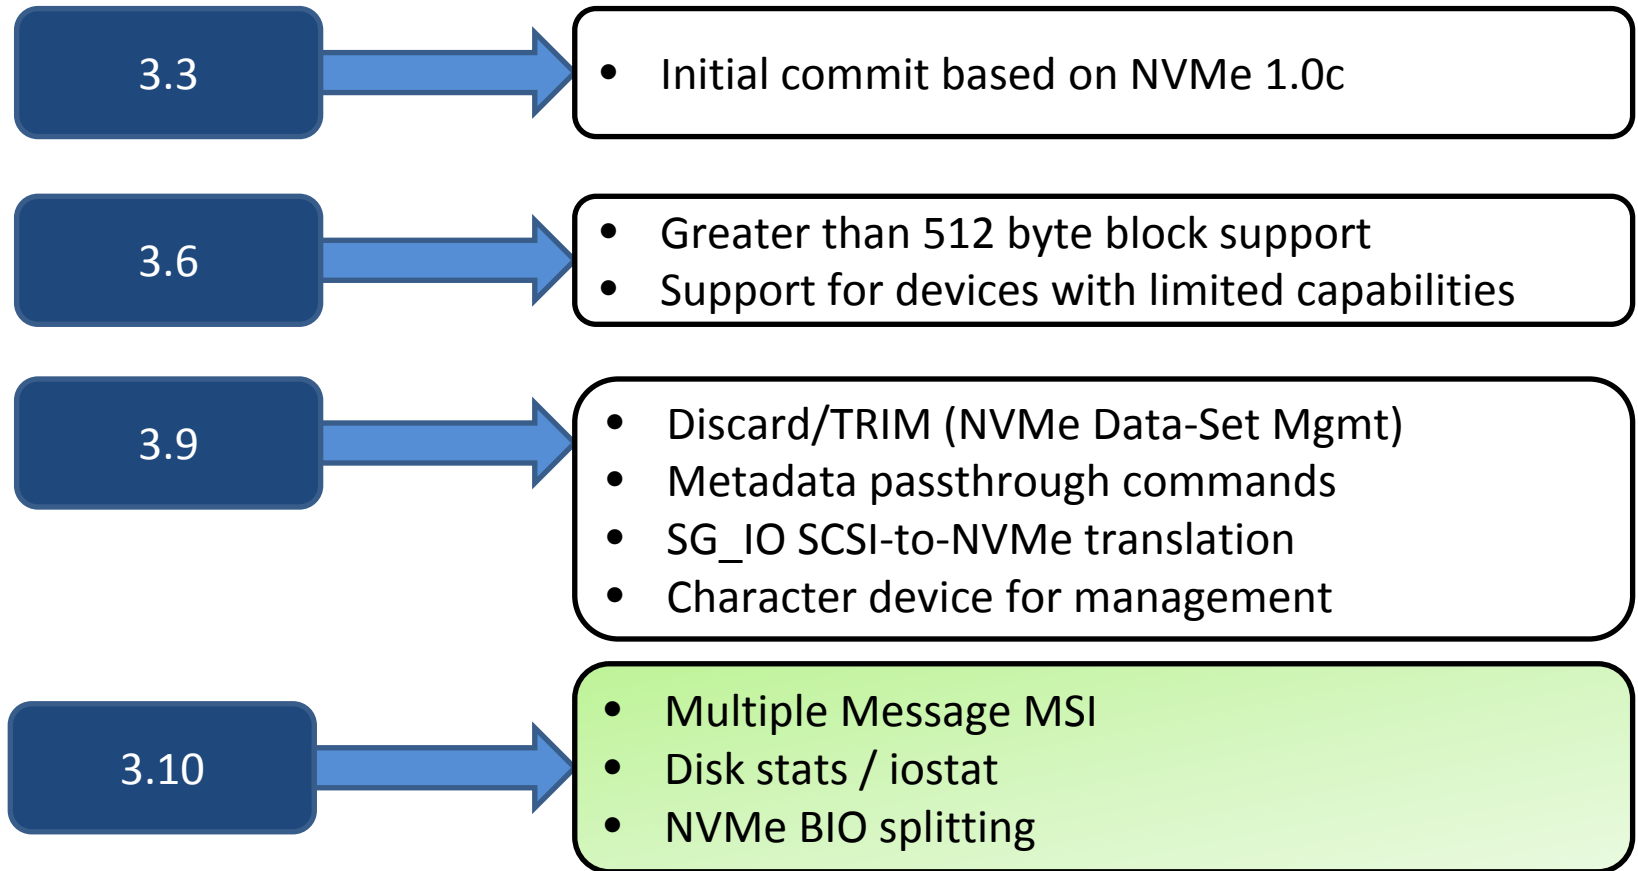 3.3
• Initial commit based on NVMe 1.0c
3.6
• Greater than 512 byte block support
• Support for devices with limited capabilities
3.9
• Discard/TRIM (NVMe Data-Set Mgmt)
• Metadata passthrough commands
• SG_IO SCSI-to-NVMe translation
• Character device for management
3.10
• Multiple Message MSI
• Disk stats / iostat
• NVMe BIO splitting